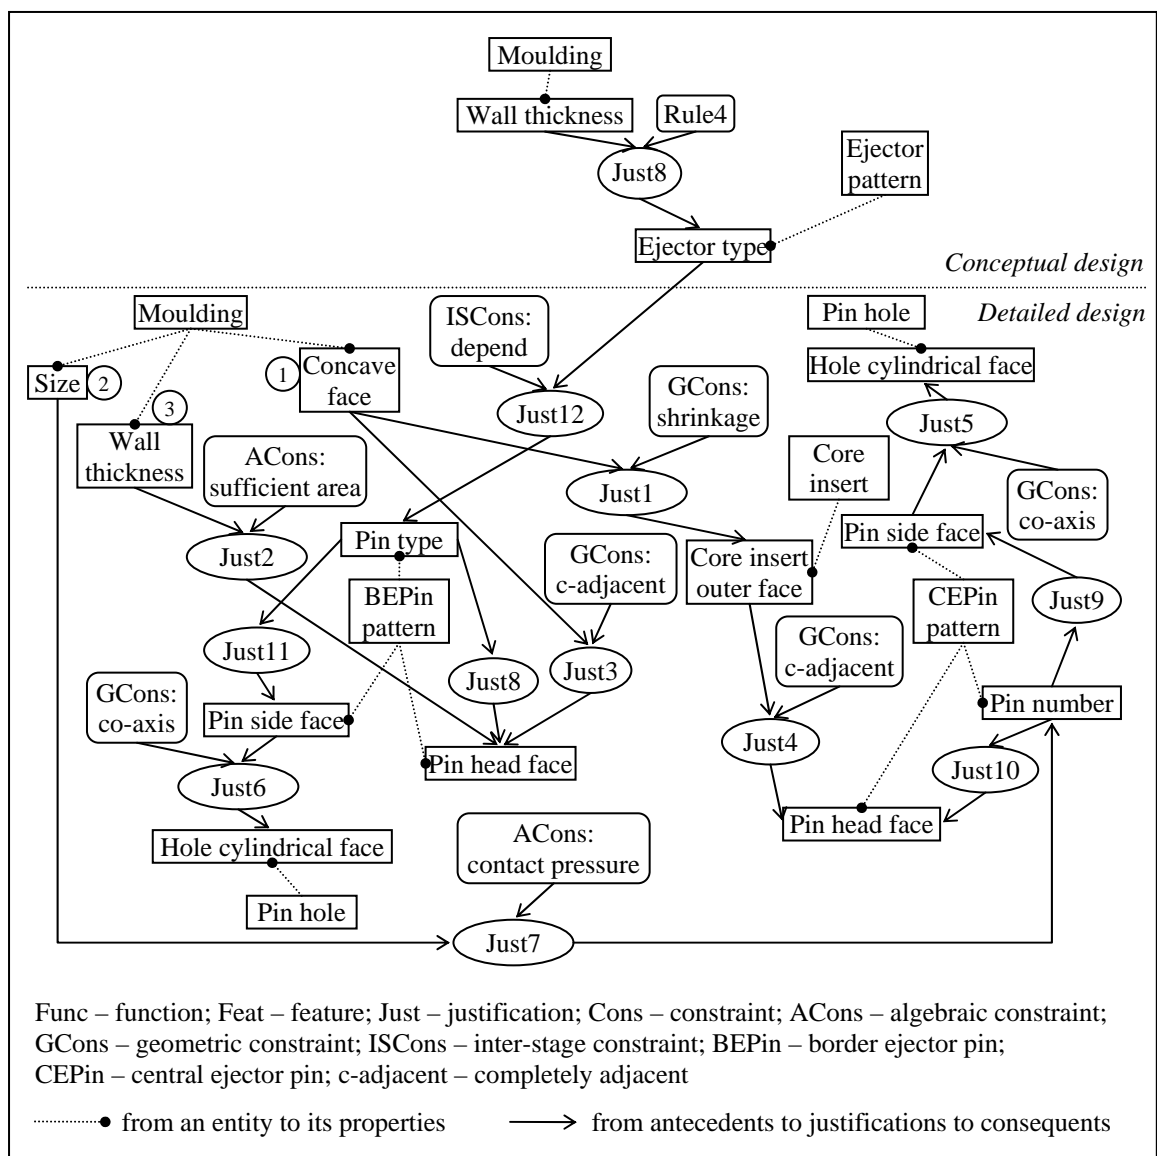 Moulding
Wall thickness
Rule4
Just8
Ejector
pattern
Ejector type
Conceptual design
Detailed design
Moulding
ISCons:
depend
Pin hole
Size
2
1
Concave
face
Hole cylindrical face
3
Wall
thickness
Just12
GCons:
shrinkage
Just5
ACons:
sufficient area
Core
insert
GCons:
co-axis
Just1
Just2
Pin type
GCons:
c-adjacent
Core insert
outer face
Pin side face
BEPin
pattern
CEPin
pattern
Just9
Just11
GCons:
c-adjacent
Just8
Just3
GCons:
co-axis
Pin side face
Pin number
Just4
Pin head face
Just10
Just6
Pin head face
Hole cylindrical face
ACons:
contact pressure
Pin hole
Just7
Func – function; Feat – feature; Just – justification; Cons – constraint; ACons – algebraic constraint;
GCons – geometric constraint; ISCons – inter-stage constraint; BEPin – border ejector pin;
CEPin – central ejector pin; c-adjacent – completely adjacent
from an entity to its properties
from antecedents to justifications to consequents